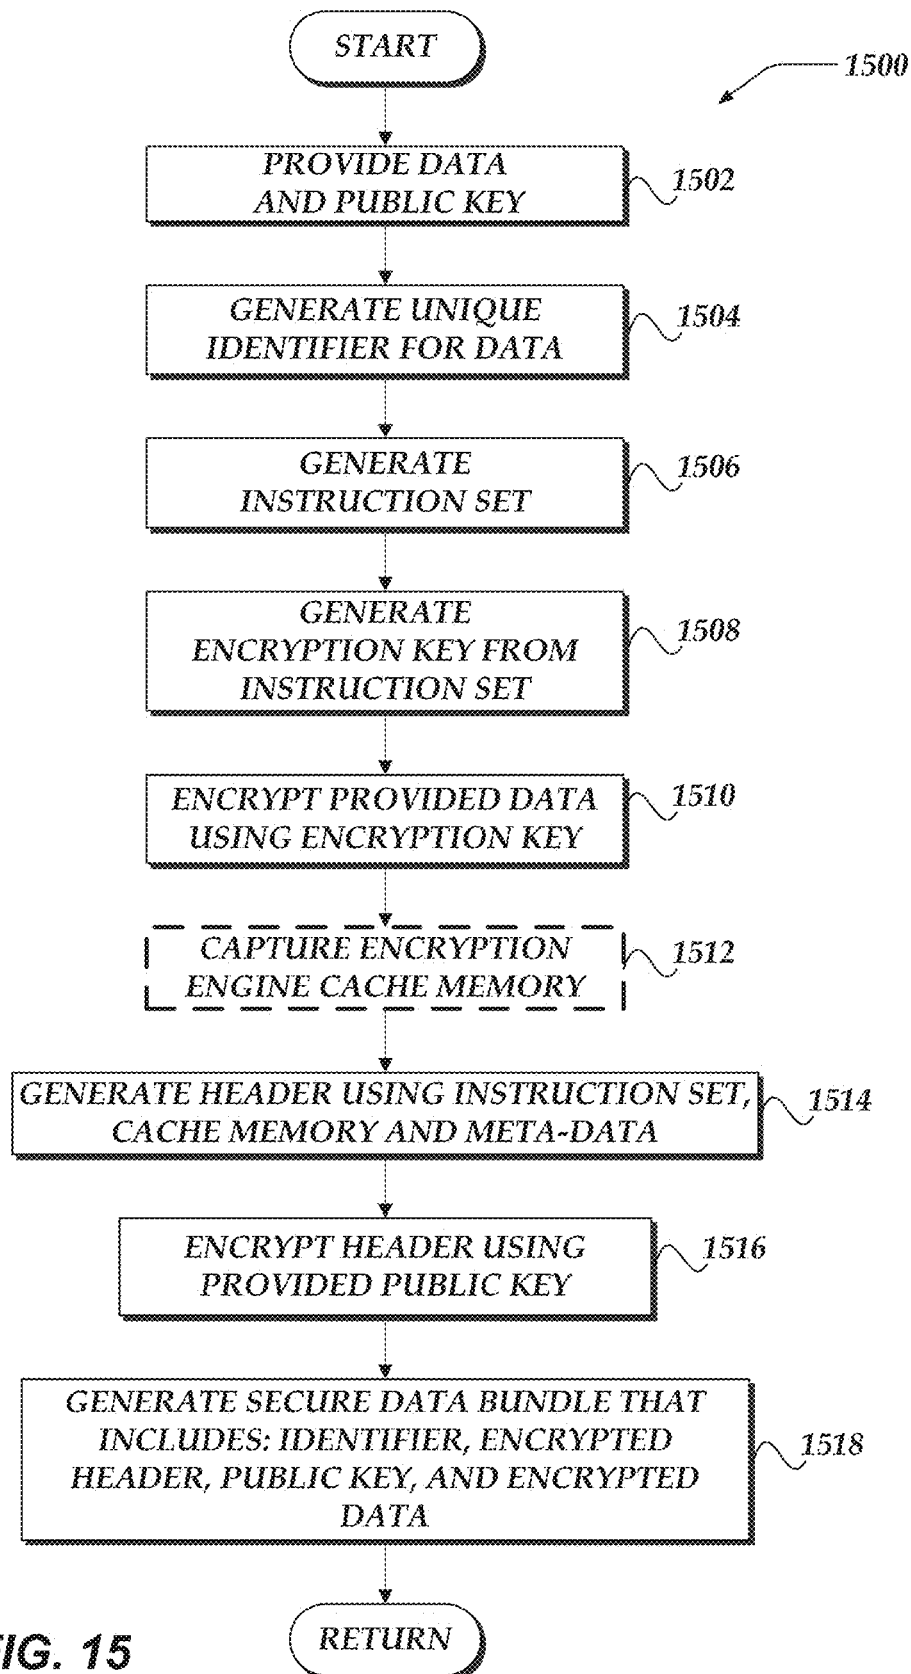 START
1500
PROVIDE DATA
AND PUBLIC KEY
1502
GENERATE UNIQUE
IDENTIFIER FOR DATA
1504
GENERATE
INSTRUCTION SET
1506
GENERATE
ENCRYPTION KEY FROM
INSTRUCTION SET
1508
ENCRYPT PROVIDED DATA
USING ENCRYPTION KEY
1510
CAPTURE ENCRYPTION
ENGINE CACHE MEMORY
1512
GENERATE HEADER USING INSTRUCTION SET,
CACHE MEMORY AND META-DATA
1514
ENCRYPT HEADER USING
PROVIDED PUBLIC KEY
1516
GENERATE SECURE DATA BUNDLE THAT
INCLUDES: IDENTIFIER, ENCRYPTED
HEADER, PUBLIC KEY, AND ENCRYPTED
DATA
1518
RETURN
FIG. 15